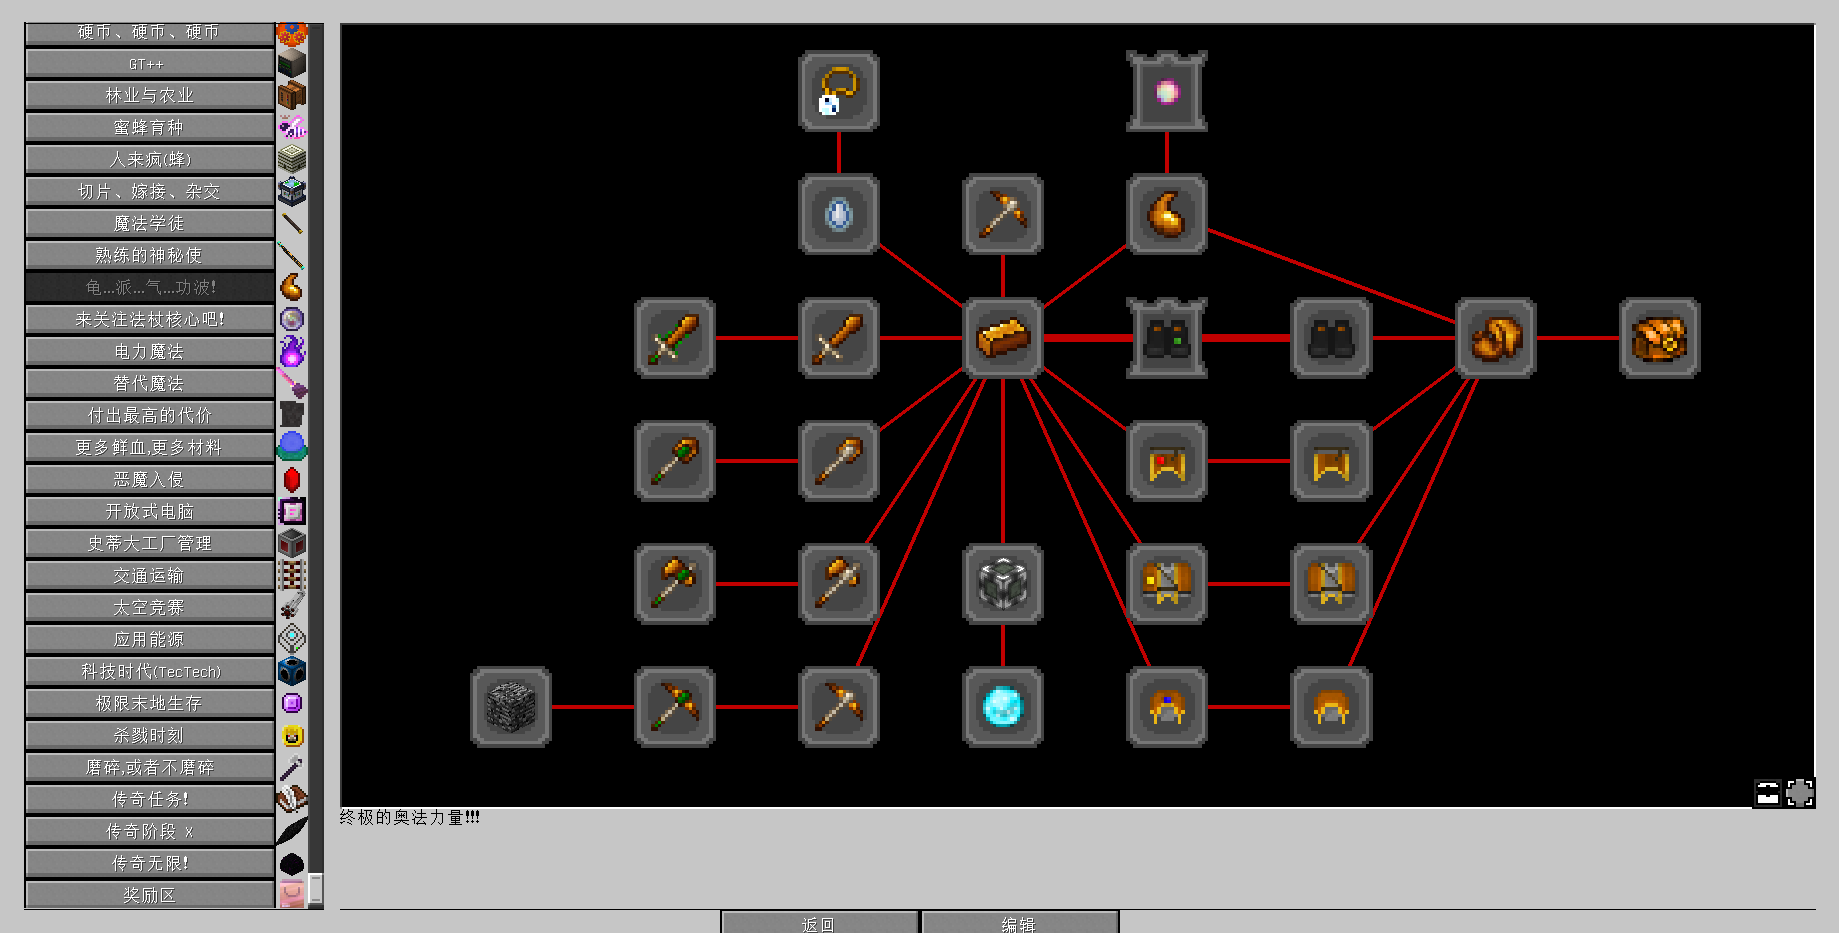 硬币、硬币、硬币
GT++
林业与农业
蜜蜂育种
人来疯(蜂)
切片、嫁接、杂交
魔法学徒
熟练的神秘使
龟...派...气...功波!
来关注法杖核心吧!
电力魔法
替代魔法
付出最高的代价
更多鲜血,更多材料
恶魔入侵
开放式电脑
史蒂夫工厂管理
交通运输
太空竞赛
应用能源
科技时代(TecTech)
极限末地生存
杀戮时刻
磨碎,或者不磨碎
传奇任务!
传奇阶段 X
传奇无限!
奖励区
终极的奥法力量!!!
返回
编辑